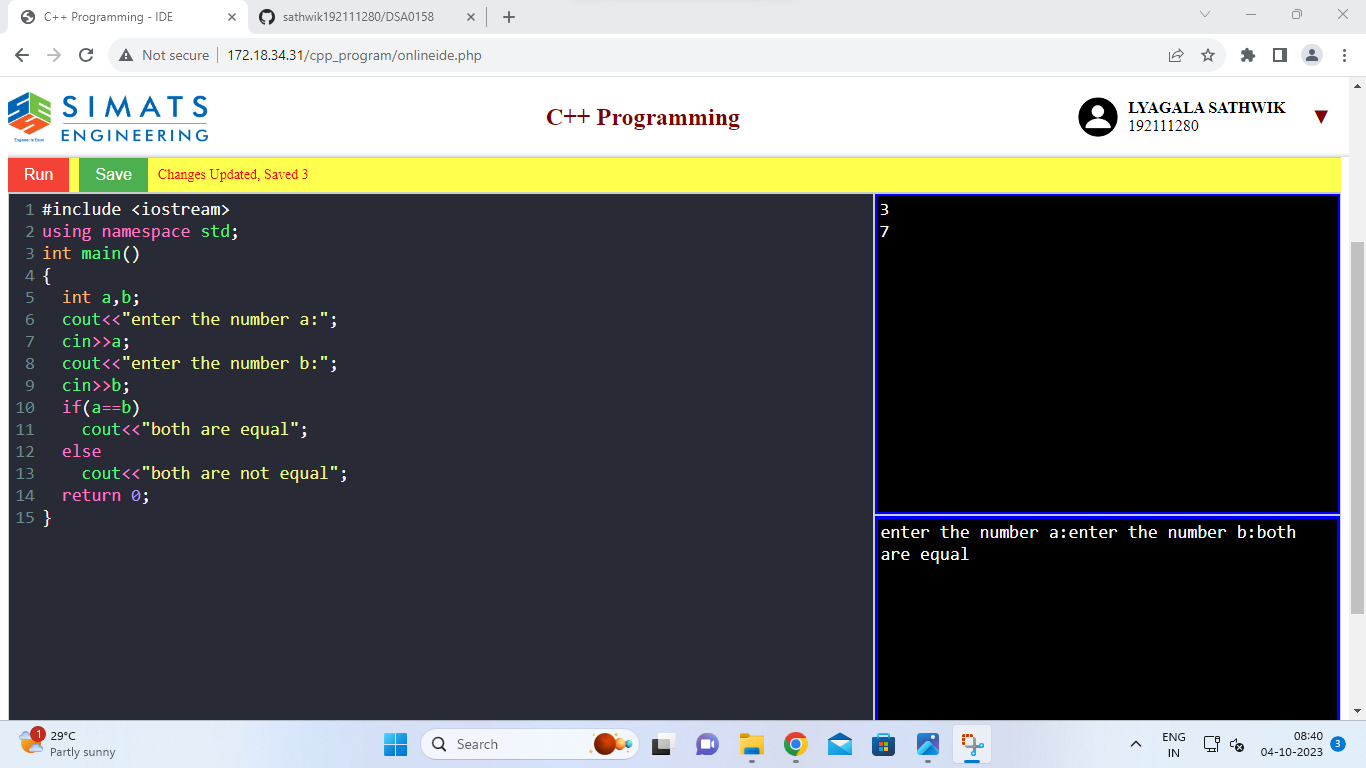 C++ Programming - IDE
sathwik192111280/DSA0158
Not secure
172.18.34.31/cpp_program/onlineide.php
SIMATS
ENGINEERING
Engineer to Excel
C++ Programming
LYAGALA SATHWIK
192111280
Run
Save
Changes Updated, Saved 3
1 #include <iostream>
2 using namespace std;
3 int main()
4 {
5   int a,b;
6   cout<<"enter the number a:";
7   cin>>a;
8   cout<<"enter the number b:";
9   cin>>b;
10   if(a==b)
11     cout<<"both are equal";
12   else
13     cout<<"both are not equal";
14   return 0;
15 }
3
7
enter the number a:enter the number b:both
are equal
1
29°C
Partly sunny
Search
ENG
IN
08:40
04-10-2023
3